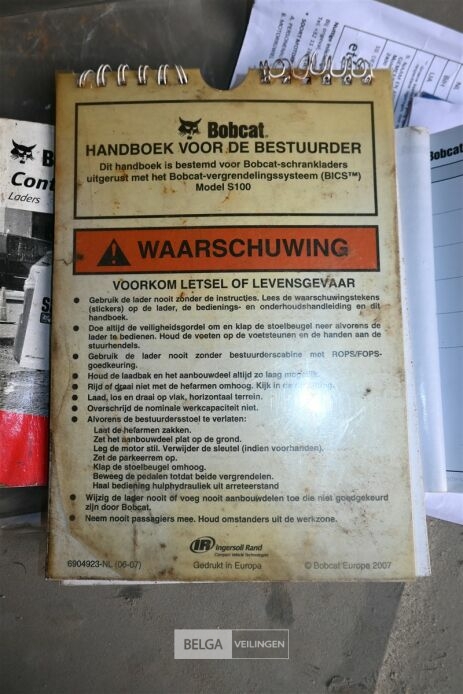 Bobcat
HANDBOEK VOOR DE BESTUURDER
Dit handboek is bestemd voor Bobcat-schrankladers
uitgerust met het Bobcat-vergrendelingssysteem (BICS™)
Model S100
WAARSCHUWING
VOORKOM LETSEL OF LEVENSGEVAAR
● Gebruik de lader nooit zonder de instructies. Lees de waarschuwingstekens
(stickers) op de lader, de bedienings- en onderhoudshandleiding en dit
handboek.
● Doe altijd de veiligheidsgordel om en klap de stoelbeugel neer alvorens de
lader te bedienen. Houd de voeten op de voetsteunen en de handen aan de
stuurhendels.
● Gebruik de lader nooit zonder bestuurderscabine met ROPS/FOPS-
goedkeuring.
● Houd de laadbak en het aanbouwdeel altijd zo laag mogelijk.
● Rijd of draai niet met de hefarmen omhoog. Kijk in de
● Laad, los en draai op vlak, horizontaal terrein.
● Overschrijd de nominale werkcapaciteit niet.
● Alvorens de bestuurdersstoel te verlaten:
Laat de hefarmen zakken.
Zet het aanbouwdeel plat op de grond.
Leg de motor stil. Verwijder de sleutel (indien voorhanden).
Zet de parkeerrem op.
Klap de stoelbeugel omhoog.
Beweeg de pedalen totdat beide vergrendelen.
Haal bediening hulphydrauliek uit arreteerstand
● Wijzig de lader nooit of voeg nooit aanbouwdelen toe die niet goedgekeurd
zijn door Bobcat.
● Neem nooit passagiers mee. Houd omstanders uit de werkzone.
IR Ingersoll Rand
Compact Vehicle Technologies
6904923-NL (06-07)
Gedrukt in Europa
© Bobcat Europe 2007
Laders
Bobcat
BELGA VEILINGEN